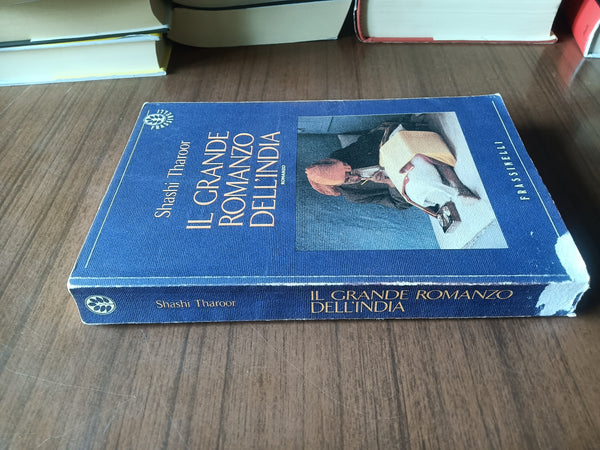 Shashi Tharoor
IL GRANDE
ROMANZO
DELL'INDIA
ROMANZO
FRASSINELLI
Shashi Tharoor
IL GRANDE ROMANZO
DELL'INDIA